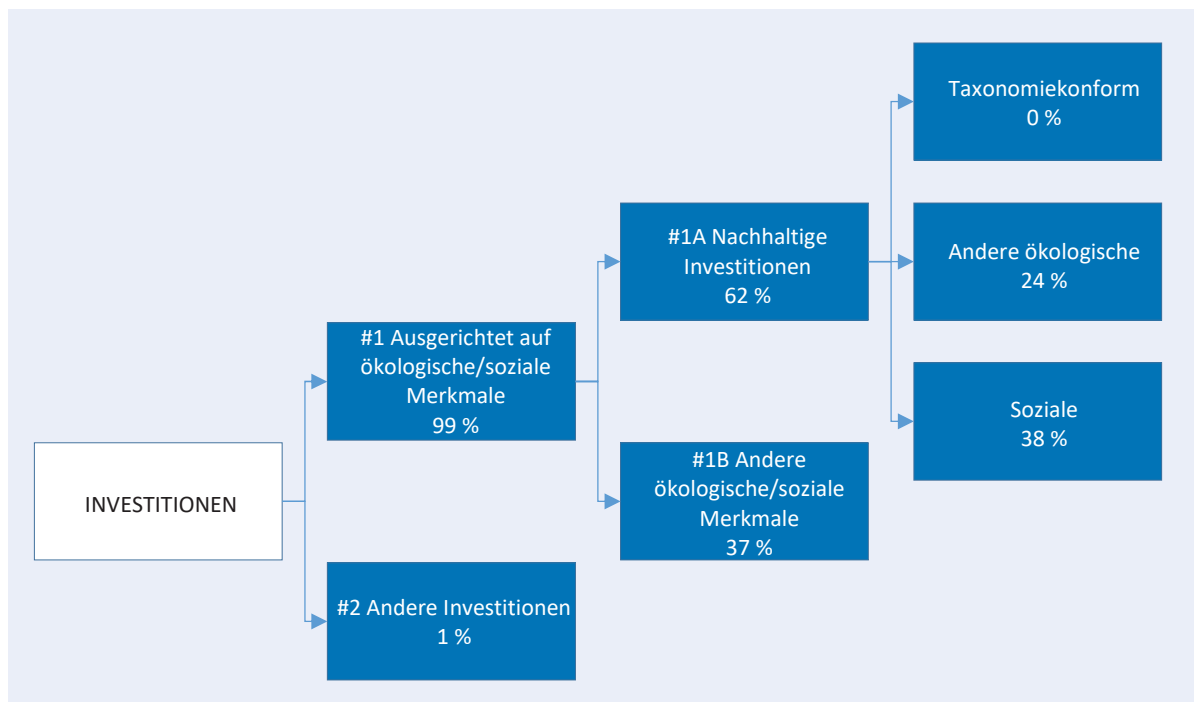 INVESTITIONEN
#1 Ausgerichtet auf
ökologische/soziale
Merkmale
99 %
#2 Andere Investitionen
1 %
#1A Nachhaltige
Investitionen
62 %
#1B Andere
ökologische/soziale
Merkmale
37 %
Taxonomiekonform
0 %
Andere ökologische
24 %
Soziale
38 %